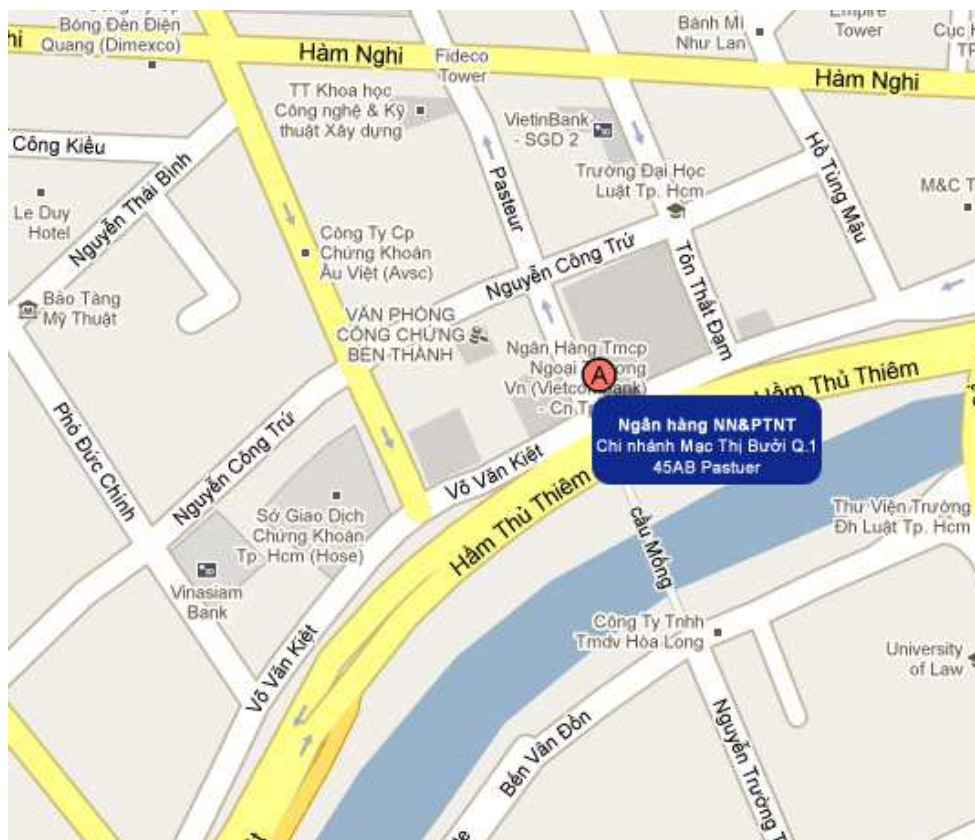 Bóng Đèn Điện
Quang (Dimexco)
Hàm Nghi
Fideco
Tower
Bánh Mì
Như Lan
Empire
Tower
Hàm Nghi
TT Khoa học
Công nghệ & Kỹ
thuật Xây dựng
VietinBank
- SGD 2
Công Kiều
Nguyễn Thái Bình
Pasteur
Trường Đại Học
Luật Tp. Hcm
Hồ Tùng Mậu
Le Duy
Hotel
Công Ty Cp
Chứng Khoán
Âu Việt (Avsc)
Nguyễn Công Trứ
Tôn Thất Đạm
Bảo Tàng
Mỹ Thuật
VĂN PHÒNG
CÔNG CHỨNG
BẾN THÀNH
Ngân Hàng Tmcp
Ngoại
Vn
- Cn
A
Hầm Thủ Thiêm
Ngân hàng NN&PTNT
Chi nhánh Mạc Thị Bưởi Q.1
45AB Pastuer
Phó Đức Chính
Nguyễn Công Trứ
Võ Văn Kiệt
Hầm Thủ Thiêm
Sở Giao Dịch
Chứng Khoán
Tp. Hcm (Hose)
Thư Viện Trường
Đh Luật Tp. Hcm
cầu Mống
Vinasiam
Bank
Công Ty Tnhh
Tmdv Hòa Long
University
of Law
Võ Văn Kiệt
Bến Vân Đồn
Nguyễn Trường